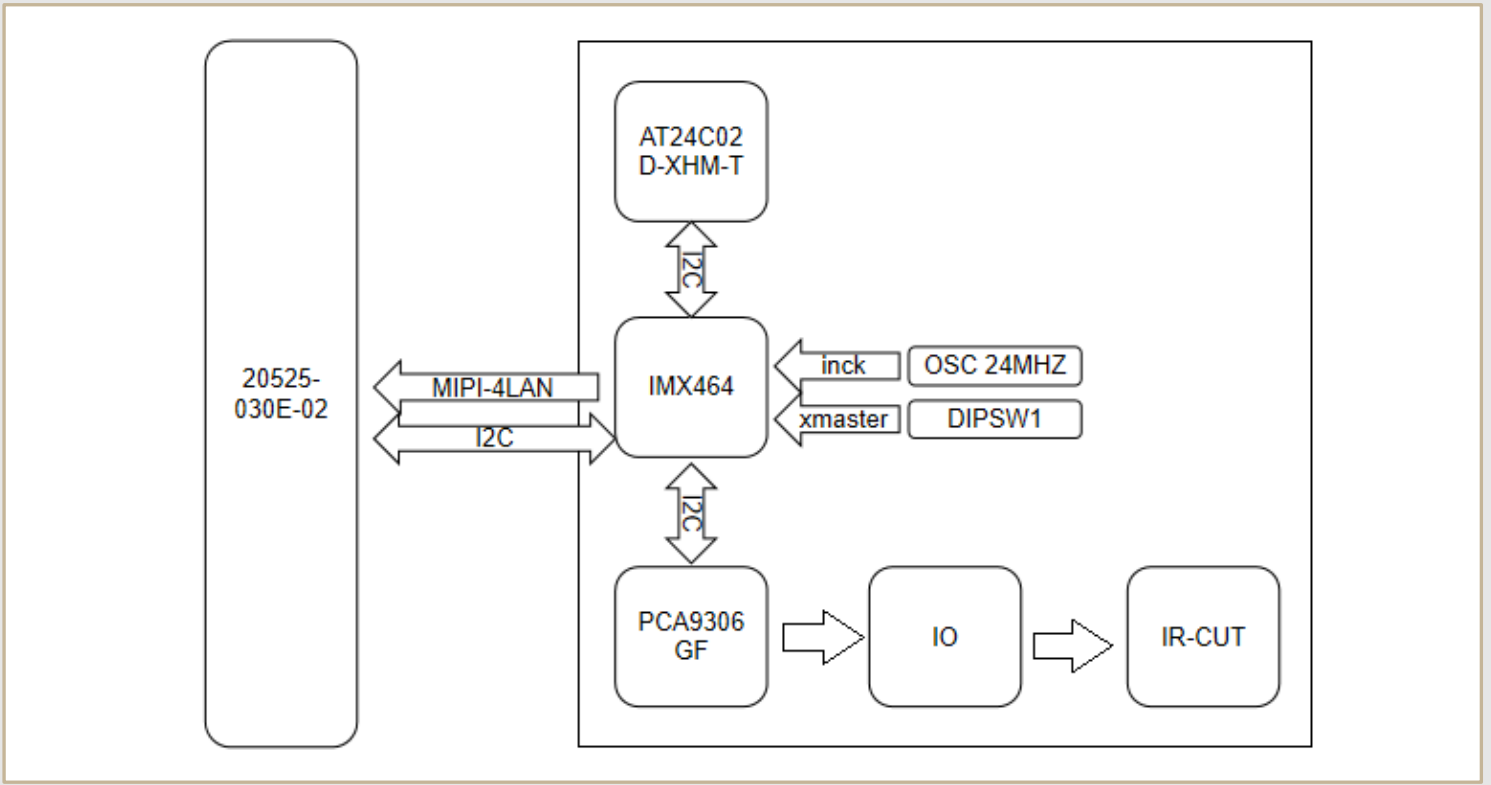 AT24C02
D-XHM-T
I2C
20525-
030E-02
MIPI-4LAN
I2C
IMX464
inck
OSC 24MHZ
xmaster
DIPSW1
I2C
PCA9306
GF
IO
IR-CUT